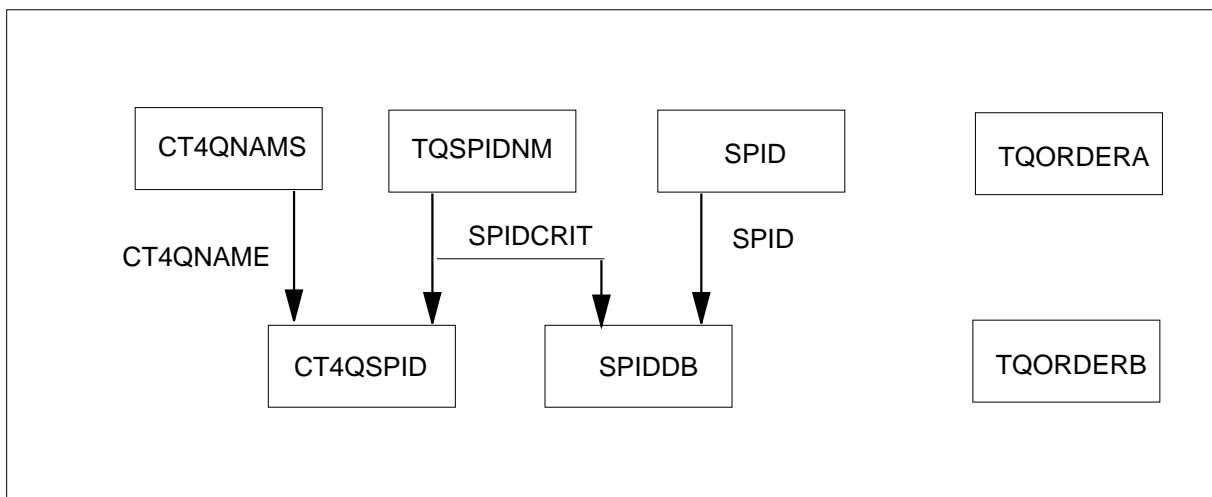 CT4QNAMS
TQSPIDNM
SPID
TQORDERA
CT4QNAME
SPIDCRIT
SPID
CT4QSPID
SPIDDB
TQORDERB